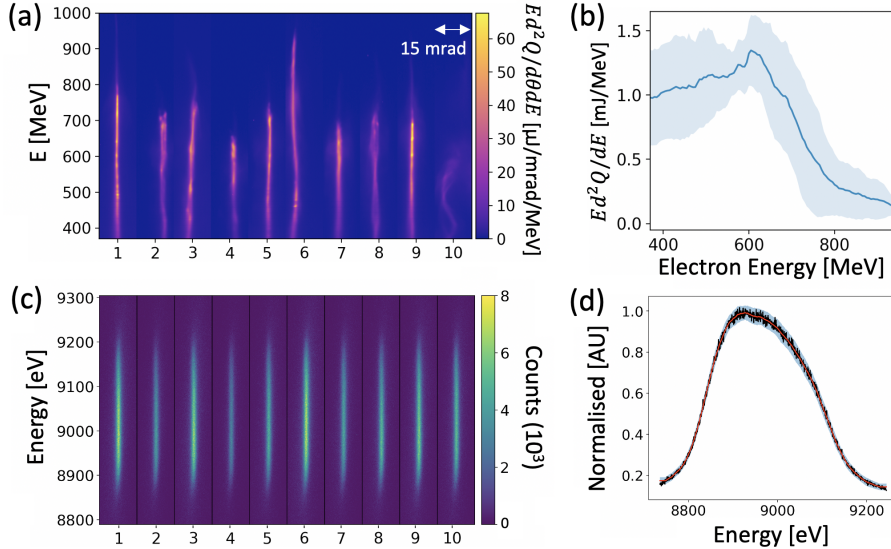 (a)
1000
900
800
700
600
500
400
E [MeV]
15 mrad
1 2 3 4 5 6 7 8 9 10
60
50
40
30
20
10
0
Ed²Q/dθdE [μJ/mrad/MeV]
(b)
1.5
1.0
0.5
0.0
Ed²Q/dE [mJ/MeV]
400 600 800
Electron Energy [MeV]
(c)
9300
9200
9100
9000
8900
8800
Energy [eV]
1 2 3 4 5 6 7 8 9 10
8
6
4
2
0
Counts (10³)
(d)
1.0
0.8
0.6
0.4
0.2
Normalised [AU]
8800 9000 9200
Energy [eV]